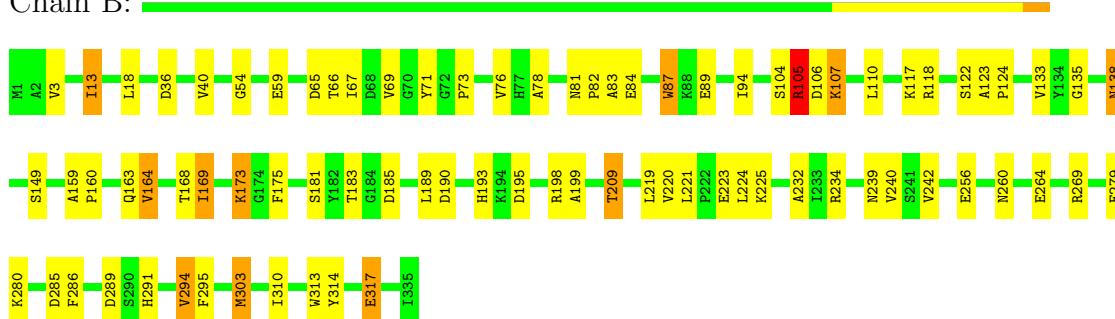 Chain B:
M1 A2 V3 I13 L18 D36 V40 G54 E59 D65 T66 I67 D68 V69 G70 Y71 G72 P73 V76 H77 A78 N81 P82 A83 E84 W87 K88 E89 I94 S104 R105 D106 K107 L110 K117 R118 S122 A123 P124 V133 Y134 G135 N138
S149 A159 P160 Q163 V164 T168 I169 K173 G174 F175 S181 Y182 T183 G184 D185 L189 D190 H193 K194 D195 R198 A199 T209 L219 V220 L221 P222 E223 L224 K225 A232 I233 R234 N239 V240 S241 V242 E256 N260 E264 R269
K280 D285 F286 D289 S290 H291 V294 F295 M303 I310 W313 Y314 E317 I335